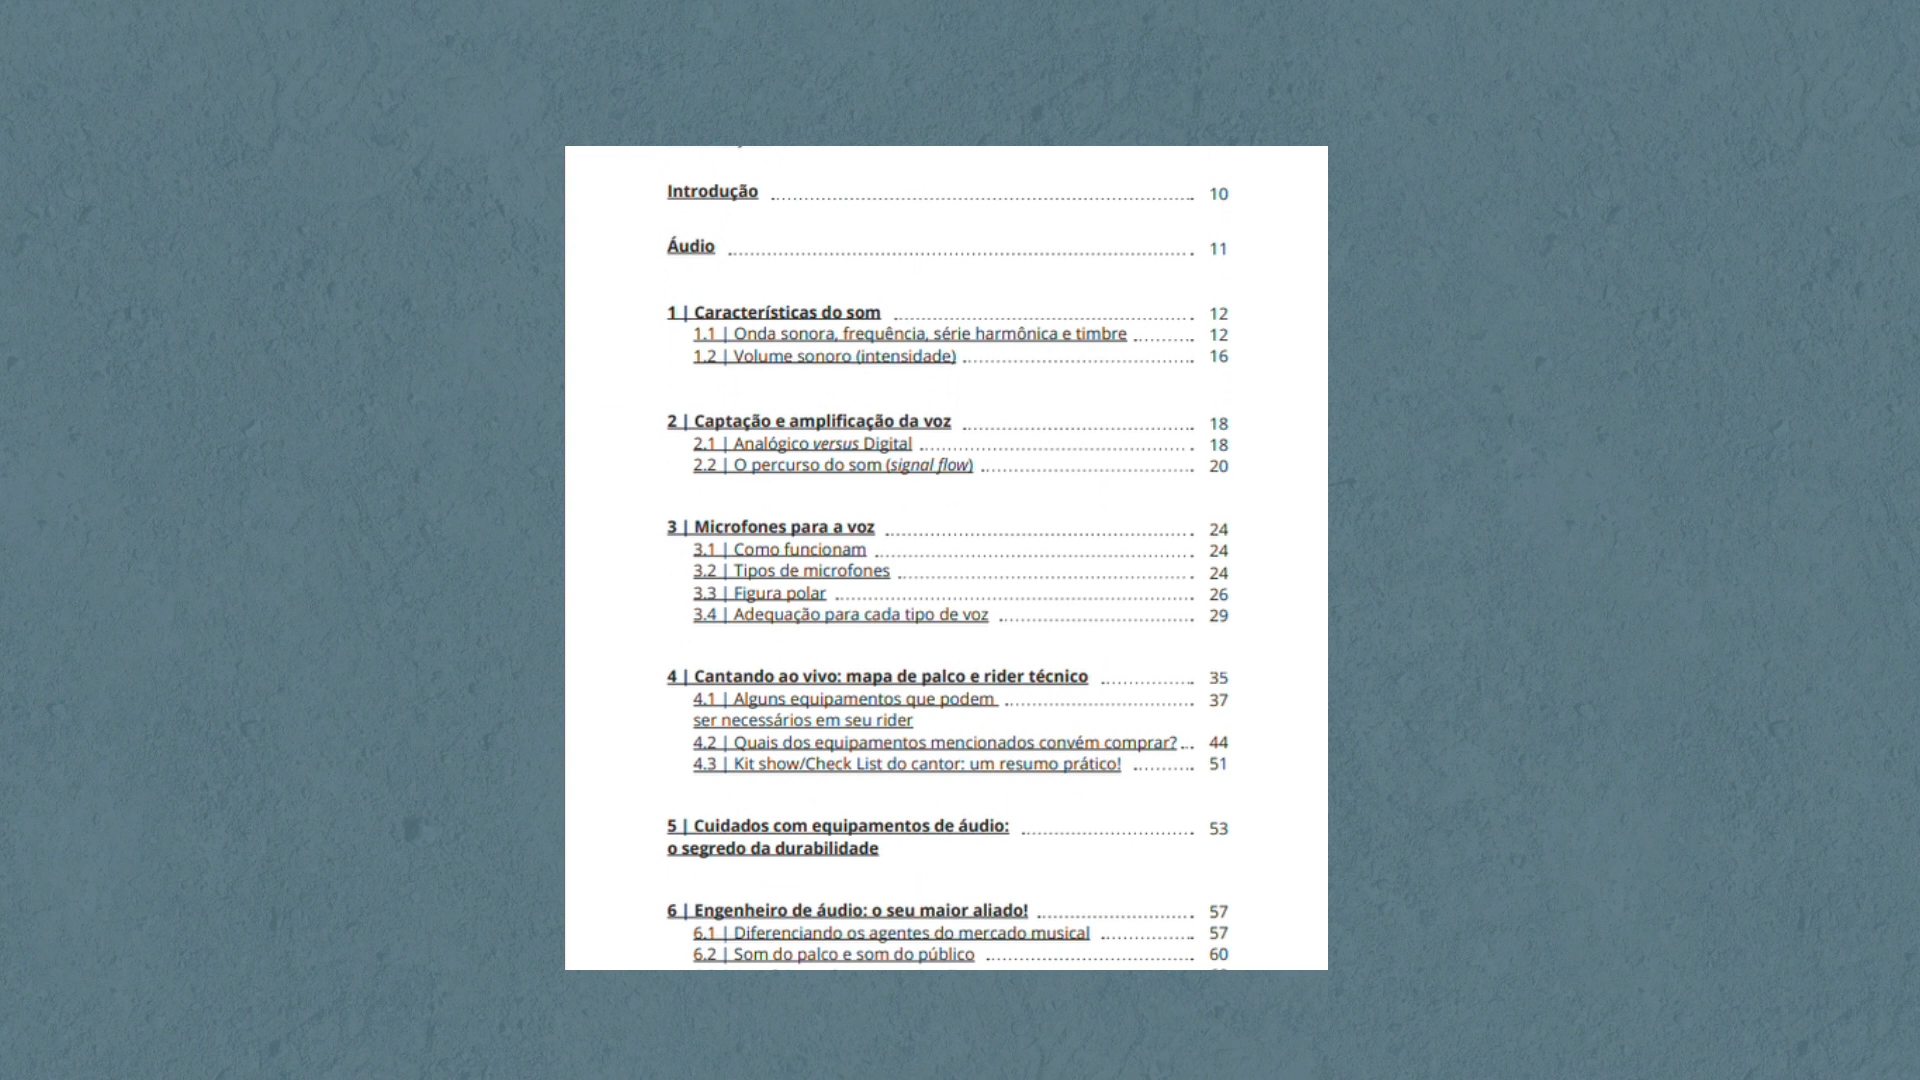 Introdução ........ 10
Áudio ........ 11
1 | Características do som ........ 12
1.1 | Onda sonora, frequência, série harmônica e timbre ........ 12
1.2 | Volume sonoro (intensidade) ........ 16
2 | Captação e amplificação da voz ........ 18
2.1 | Analógico versus Digital ........ 18
2.2 | O percurso do som (signal flow) ........ 20
3 | Microfones para a voz ........ 24
3.1 | Como funcionam ........ 24
3.2 | Tipos de microfones ........ 24
3.3 | Figura polar ........ 26
3.4 | Adequação para cada tipo de voz ........ 29
4 | Cantando ao vivo: mapa de palco e rider técnico ........ 35
4.1 | Alguns equipamentos que podem ........ 37
ser necessários em seu rider
4.2 | Quais dos equipamentos mencionados convém comprar? ... 44
4.3 | Kit show/Check List do cantor: um resumo prático! ........ 51
5 | Cuidados com equipamentos de áudio: ........ 53
o segredo da durabilidade
6 | Engenheiro de áudio: o seu maior aliado! ........ 57
6.1 | Diferenciando os agentes do mercado musical ........ 57
6.2 | Som do palco e som do público ........ 60